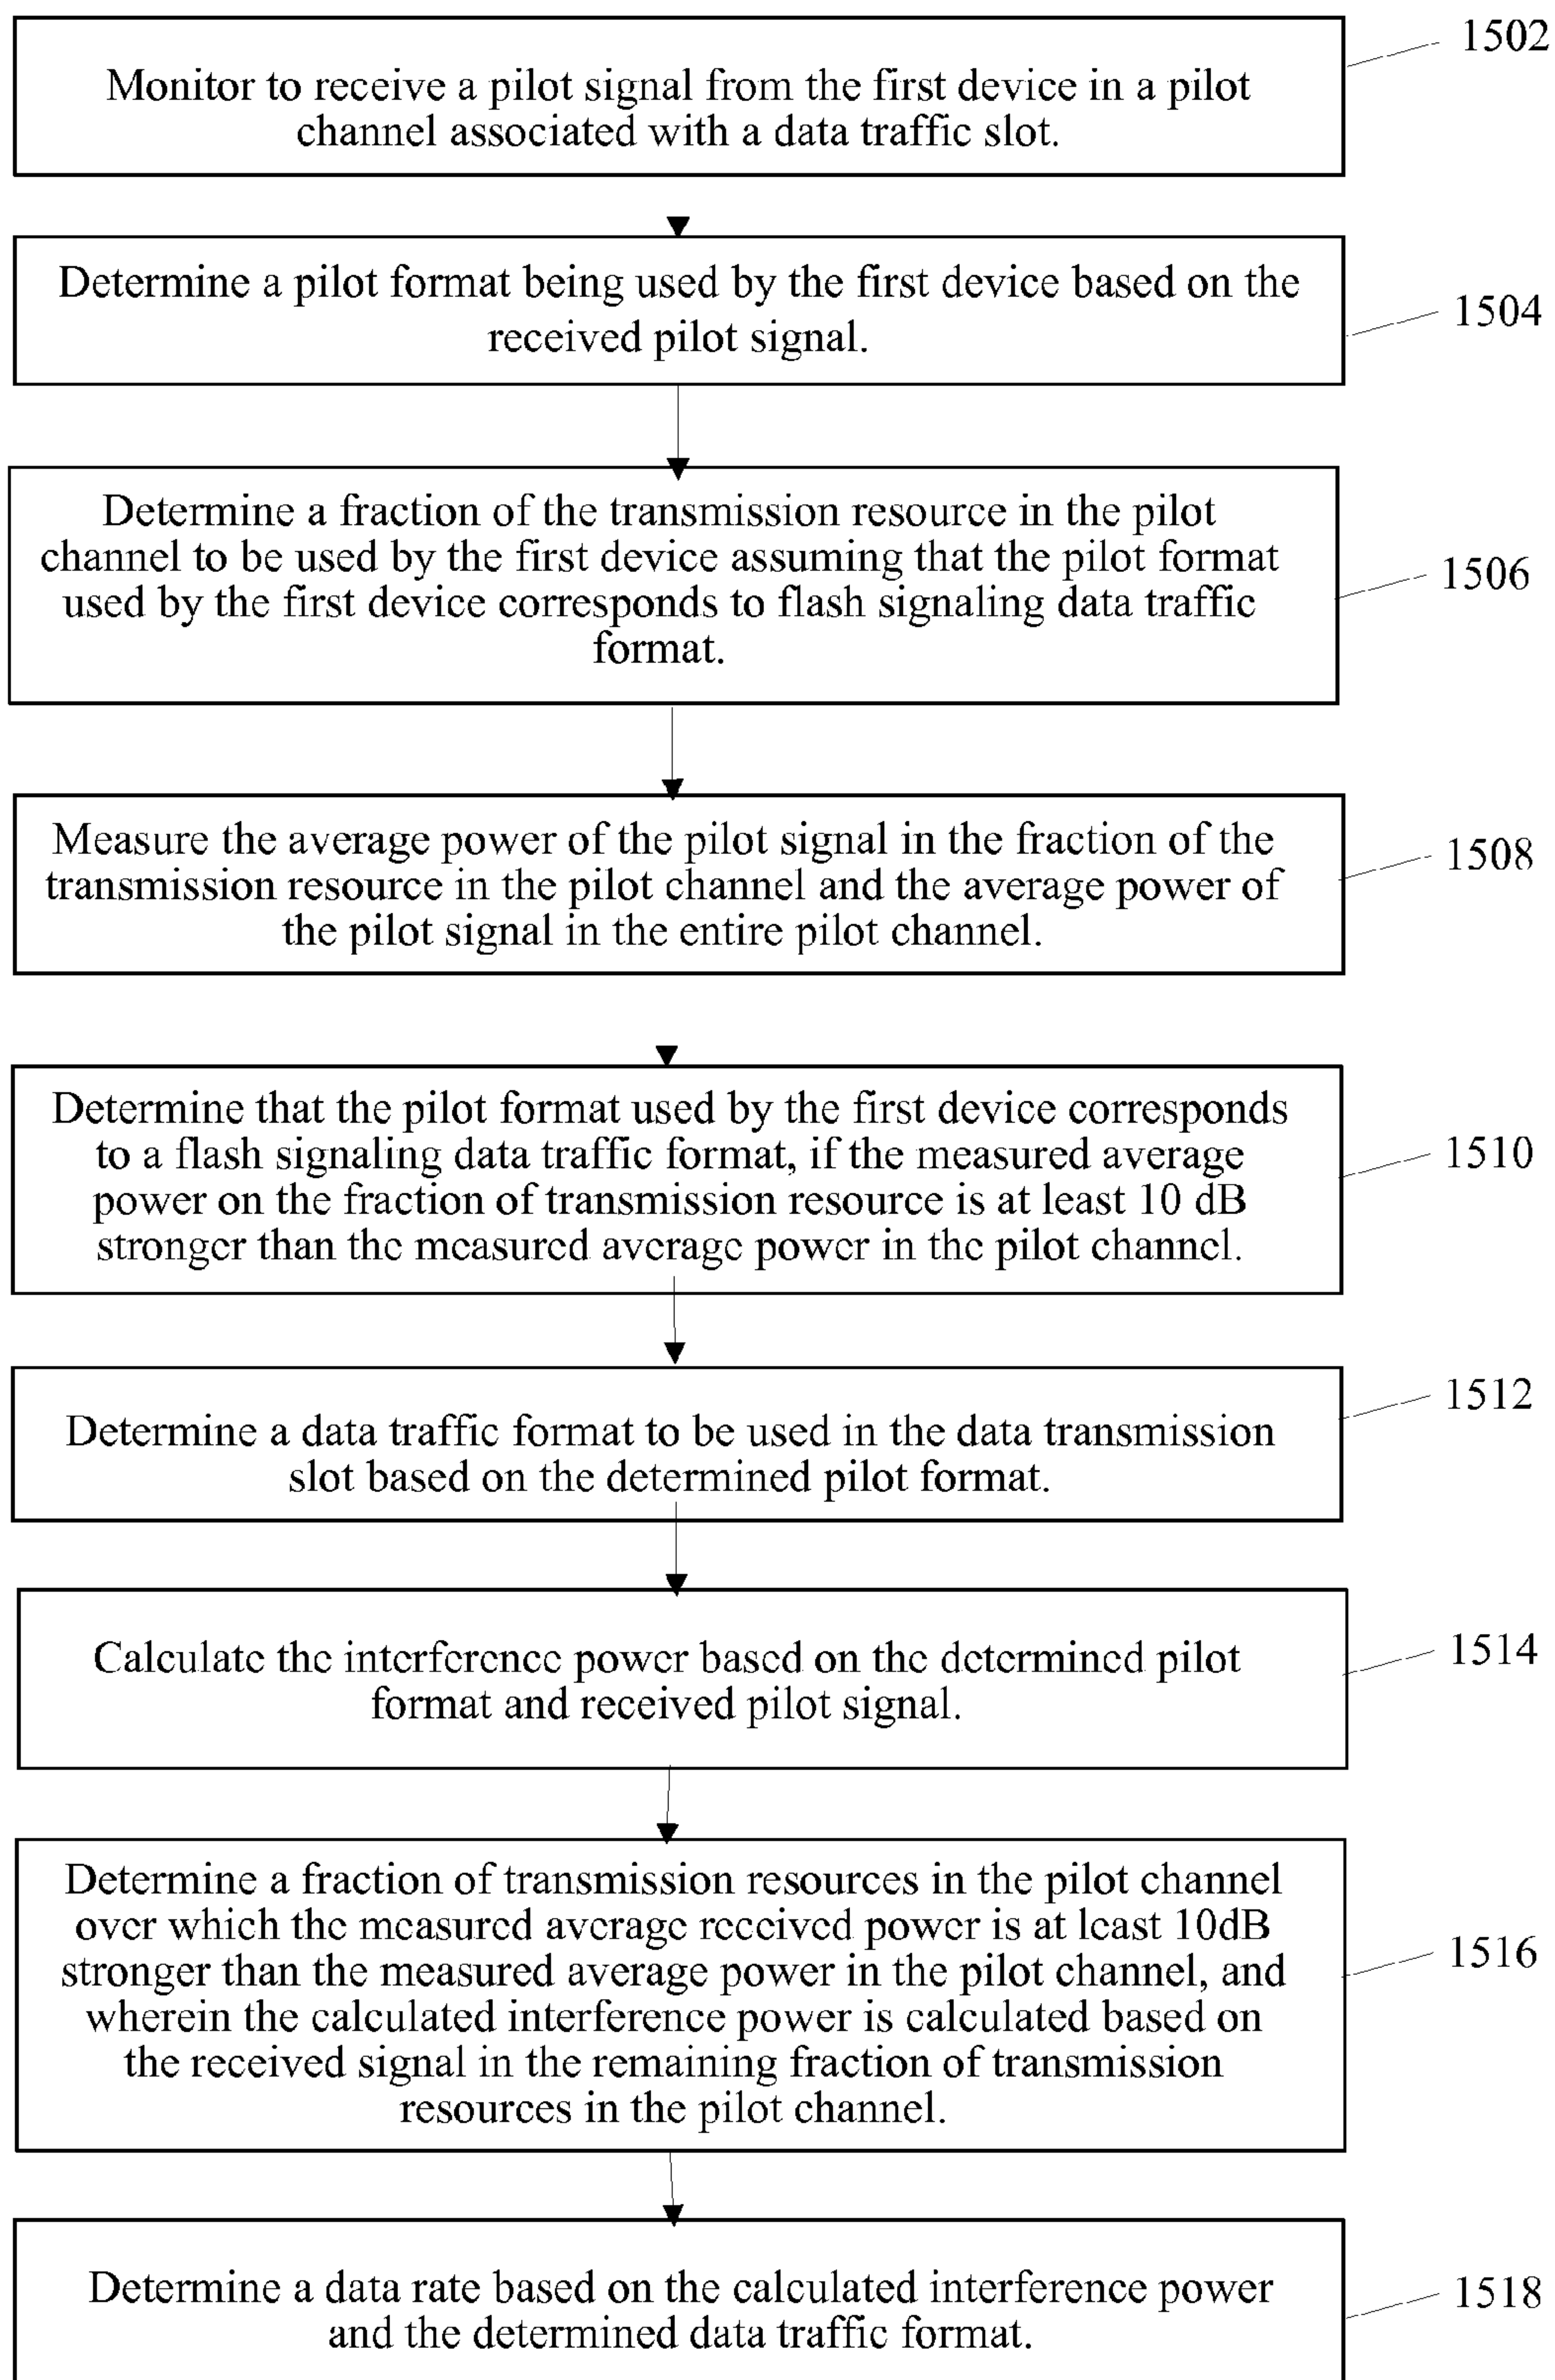 1502
Monitor to receive a pilot signal from the first device in a pilot
channel associated with a data traffic slot.
Determine a pilot format being used by the first device based on the
received pilot signal.
1504
Determine a fraction of the transmission resource in the pilot
channel to be used by the first device assuming that the pilot format
used by the first device corresponds to flash signaling data traffic
format.
1506
Measure the average power of the pilot signal in the fraction of the
transmission resource in the pilot channel and the average power of
the pilot signal in the entire pilot channel.
1508
Determine that the pilot format used by the first device corresponds
to a flash signaling data traffic format, if the measured average
power on the fraction of transmission resource is at least 10 dB
stronger than the measured average power in the pilot channel.
1510
Determine a data traffic format to be used in the data transmission
slot based on the determined pilot format.
1512
Calculate the interference power based on the determined pilot
format and received pilot signal.
1514
Determine a fraction of transmission resources in the pilot channel
over which the measured average received power is at least 10dB
stronger than the measured average power in the pilot channel, and
wherein the calculated interference power is calculated based on
the received signal in the remaining fraction of transmission
resources in the pilot channel.
1516
Determine a data rate based on the calculated interference power
and the determined data traffic format.
1518